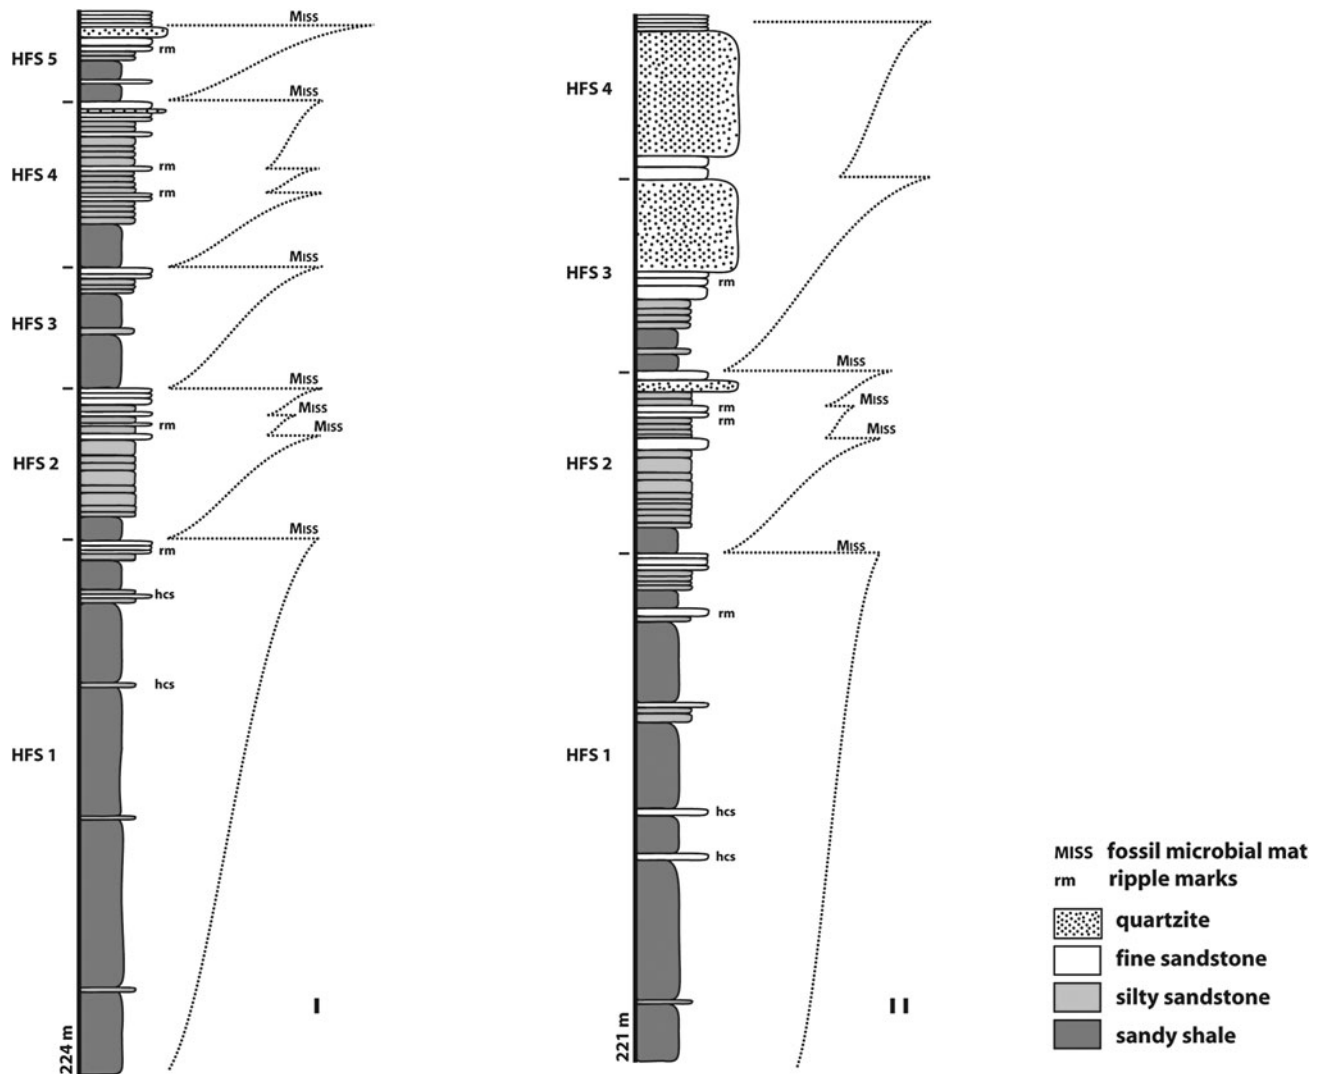 Miss
HFS 5
rm
Miss
HFS 4
rm
rm
Miss
HFS 3
Miss
Miss
rm
Miss
HFS 2
Miss
rm
hcs
hcs
HFS 1
I
224 m
HFS 4
HFS 3
rm
Miss
Miss
rm
rm
Miss
HFS 2
Miss
rm
HFS 1
hcs
hcs
II
221 m
MISS fossil microbial mat
rm ripple marks
quartzite
fine sandstone
silty sandstone
sandy shale